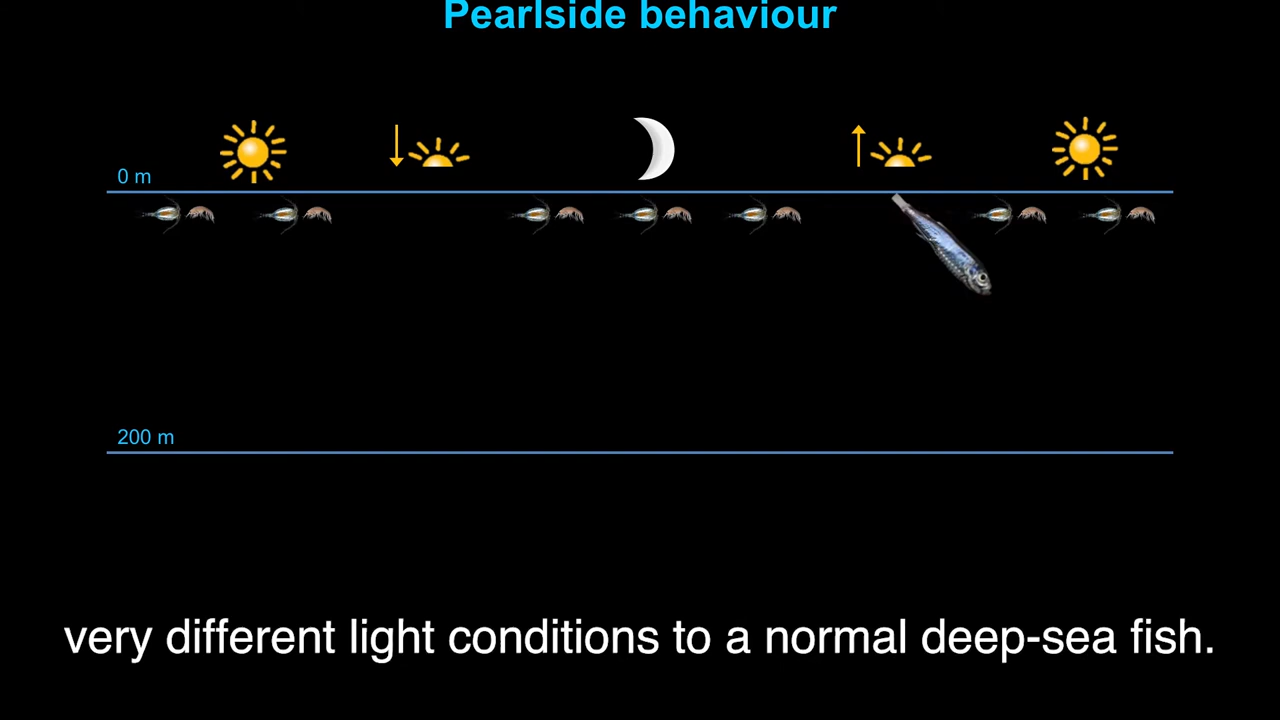 Pearlside behaviour
0 m
200 m
very different light conditions to a normal deep-sea fish.